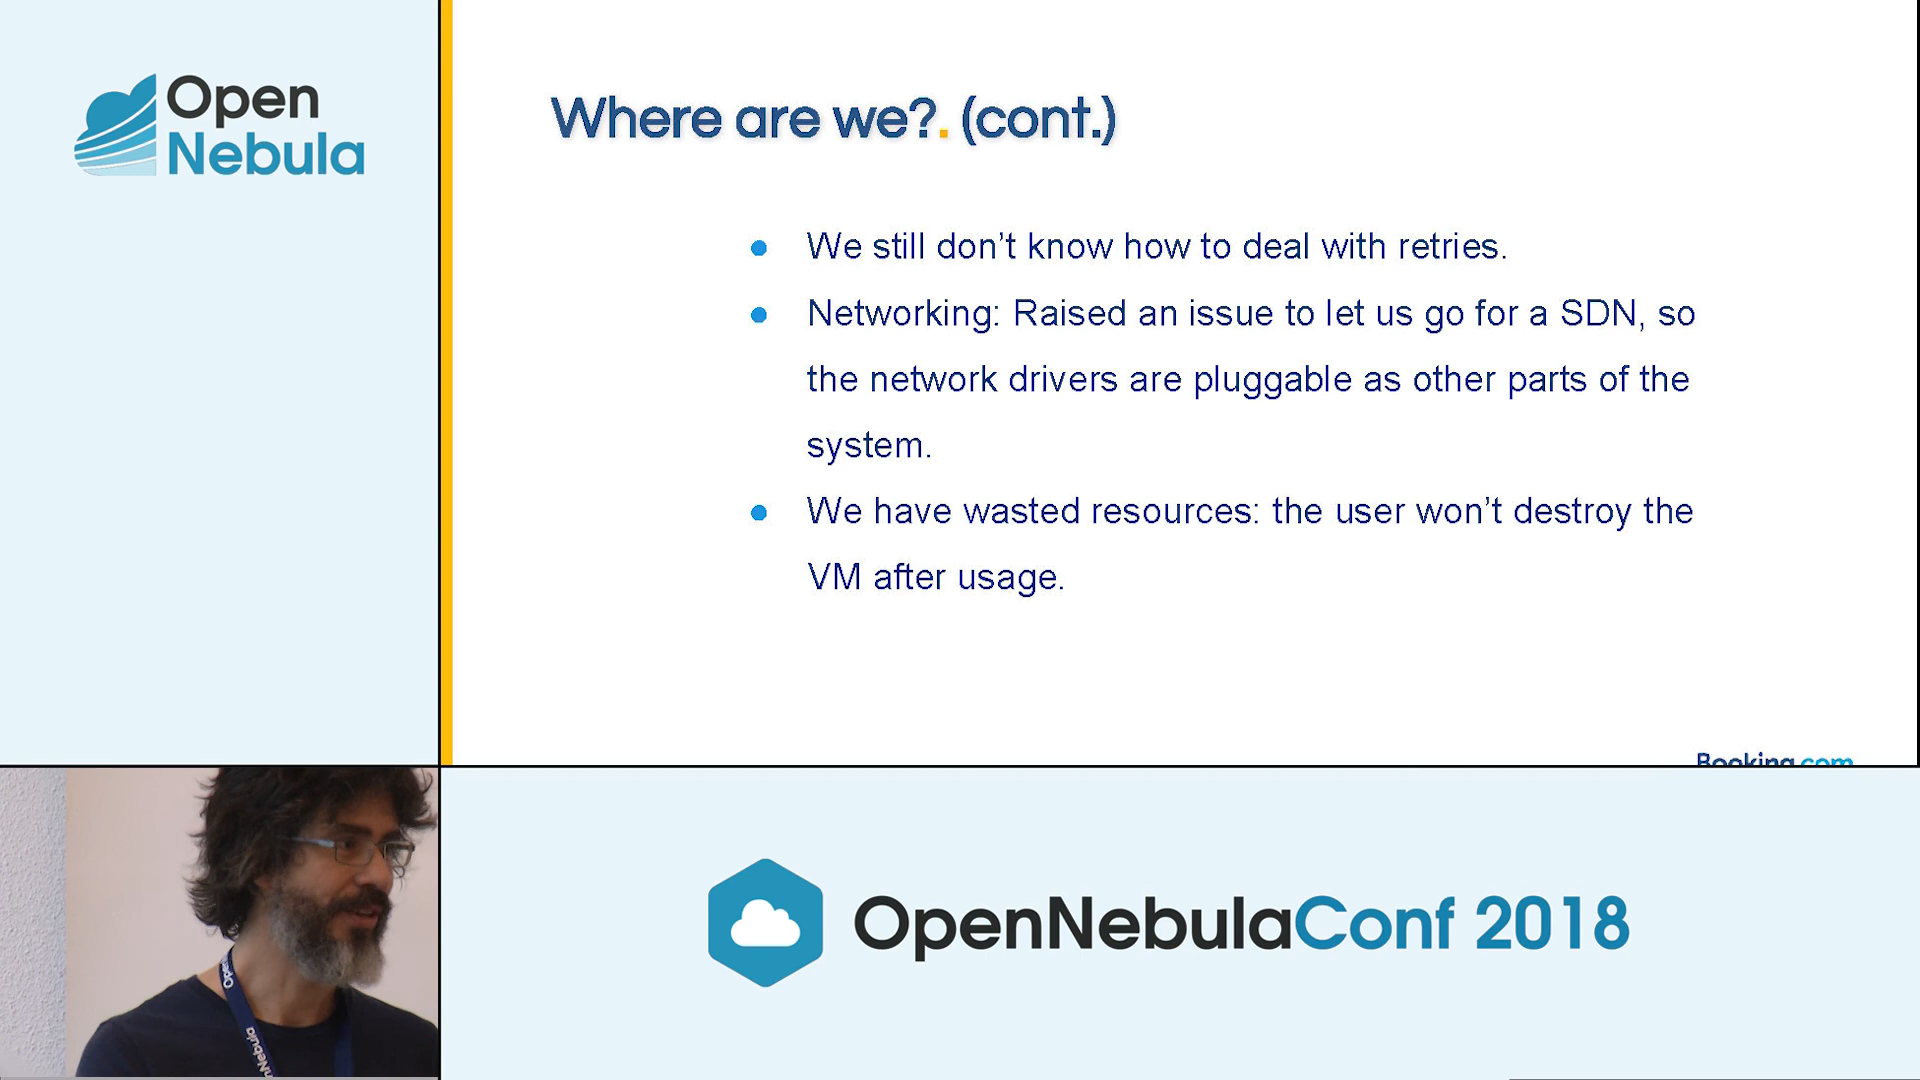 Open
Nebula
Where are we?. (cont.)
● We still don’t know how to deal with retries.
● Networking: Raised an issue to let us go for a SDN, so
the network drivers are pluggable as other parts of the
system.
● We have wasted resources: the user won’t destroy the
VM after usage.
Booking.com
OpenNebulaConf 2018
Open
nNebula